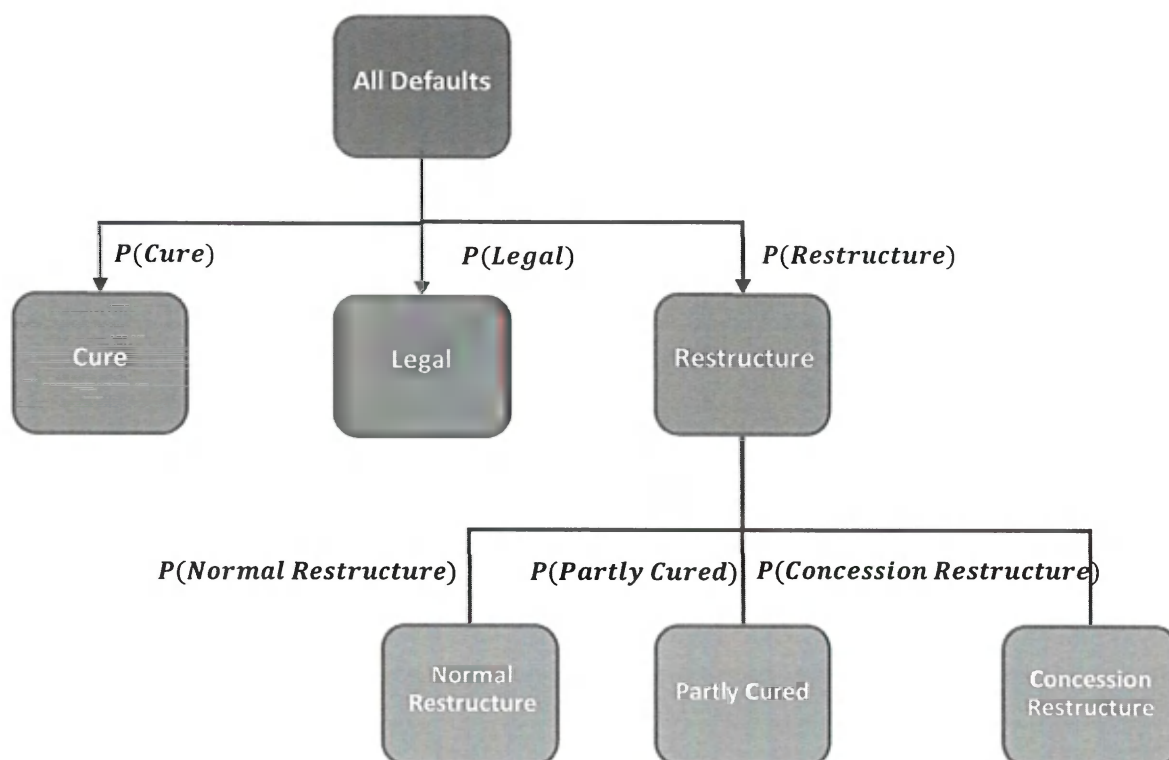 All Defaults
P(Cure)
P(Legal)
P(Restructure)
Cure
Legal
Restructure
P(Normal Restructure)
P(Partly Cured)
P(Concession Restructure)
Normal
Restructure
Partly Cured
Concession
Restructure